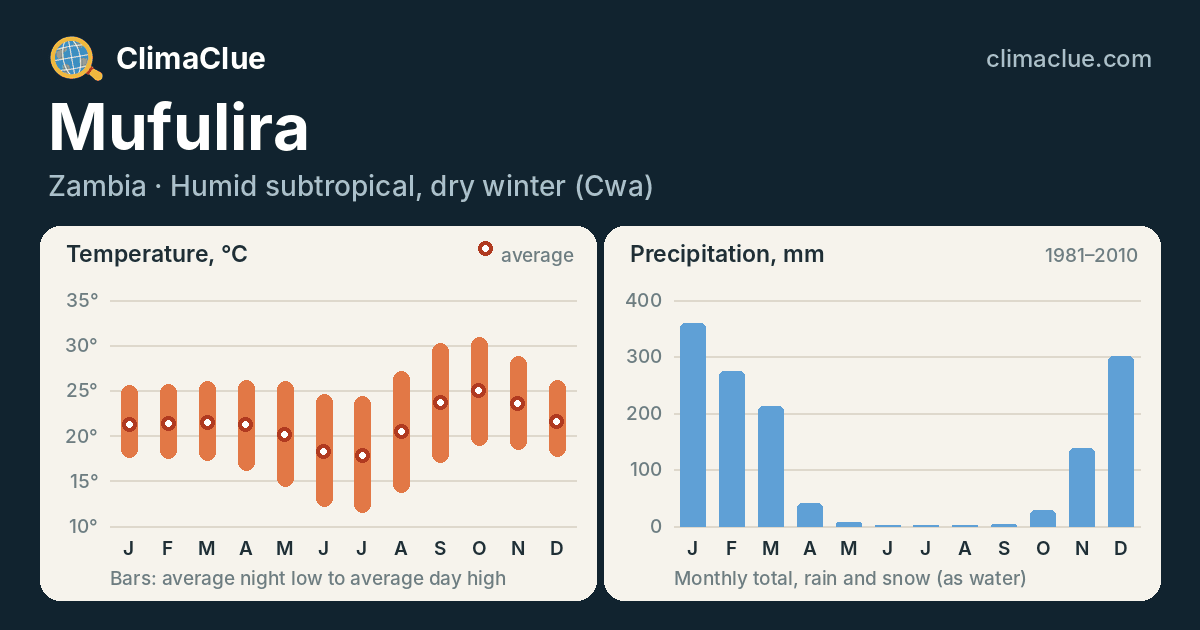 ClimaClue
climaclue.com
Mufulira
Zambia · Humid subtropical, dry winter (Cwa)
Temperature, °C
average
35°
30°
25°
20°
15°
10°
J F M A M J J A S O N D
Bars: average night low to average day high
Precipitation, mm
1981–2010
400
300
200
100
0
J F M A M J J A S O N D
Monthly total, rain and snow (as water)